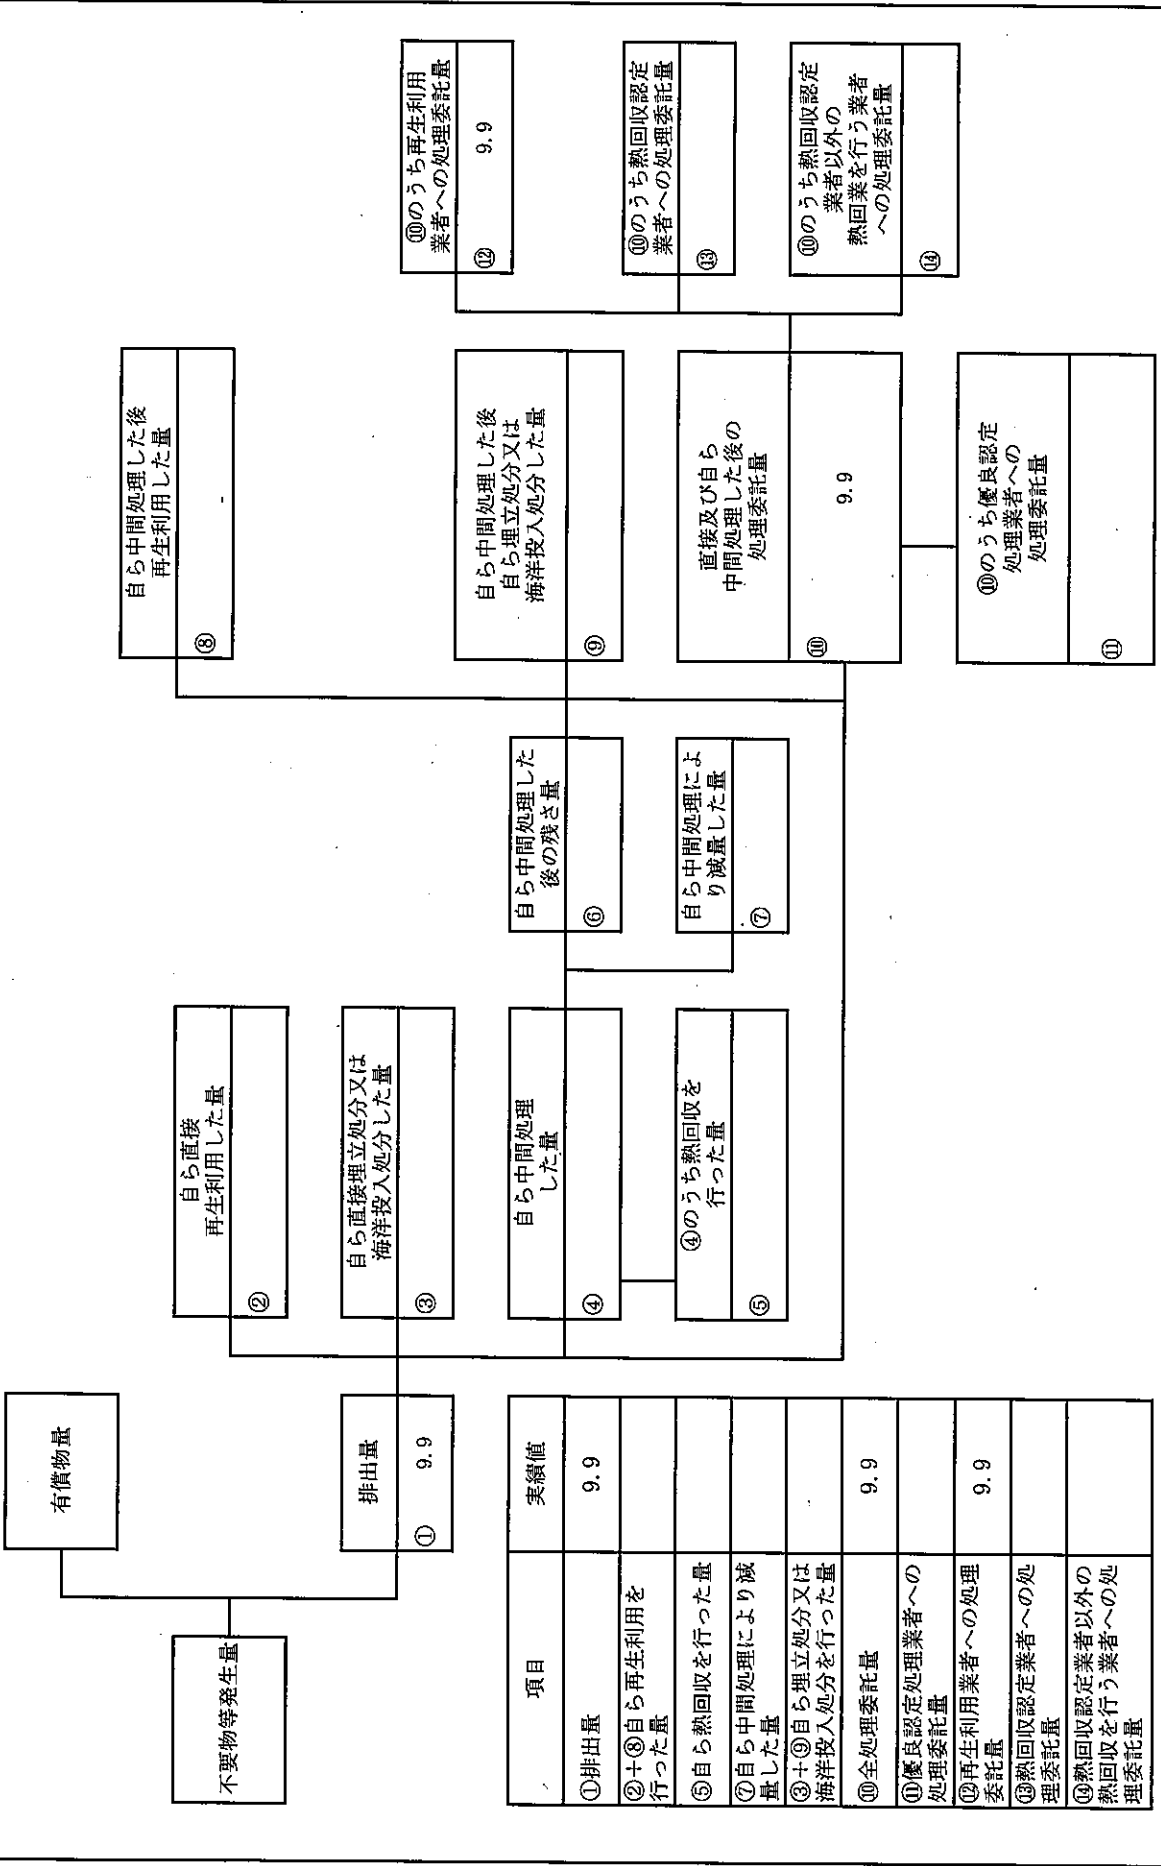 不要物等発生量
有償物量
排出量
① 9.9
自ら直接
再生利用した量
②
自ら直接埋立処分又は
海洋投入処分した量
③
自ら中間処理
した量
④
④のうち熱回収を
行った量
⑤
自ら中間処理した
後の残さ量
⑥
自ら中間処理によ
り減量した量
⑦
自ら中間処理した後
再生利用した量
⑧
自ら中間処理した後
自ら埋立処分又は
海洋投入処分した量
⑨
直接及び自ら
中間処理した後の
処理委託量
⑩ 9.9
⑩のうち優良認定
処理業者への
処理委託量
⑪
⑩のうち再生利用
業者への処理委託量
⑫ 9.9
⑩のうち熱回収認定
業者への処理委託量
⑬
⑩のうち熱回収認定
業者以外の
熱回業を行う業者
への処理委託量
⑭
項目 実績値
①排出量 9.9
②+⑧自ら再生利用を
行った量
⑤自ら熱回収を行った量
⑦自ら中間処理により減
量した量
③+⑨自ら埋立処分又は
海洋投入処分を行った量
⑩全処理委託量 9.9
⑪優良認定処理業者への
処理委託量
⑫再生利用業者への処理
委託量 9.9
⑬熱回収認定業者への処
理委託量
⑭熱回収認定業者以外の
熱回収を行う業者への処
理委託量